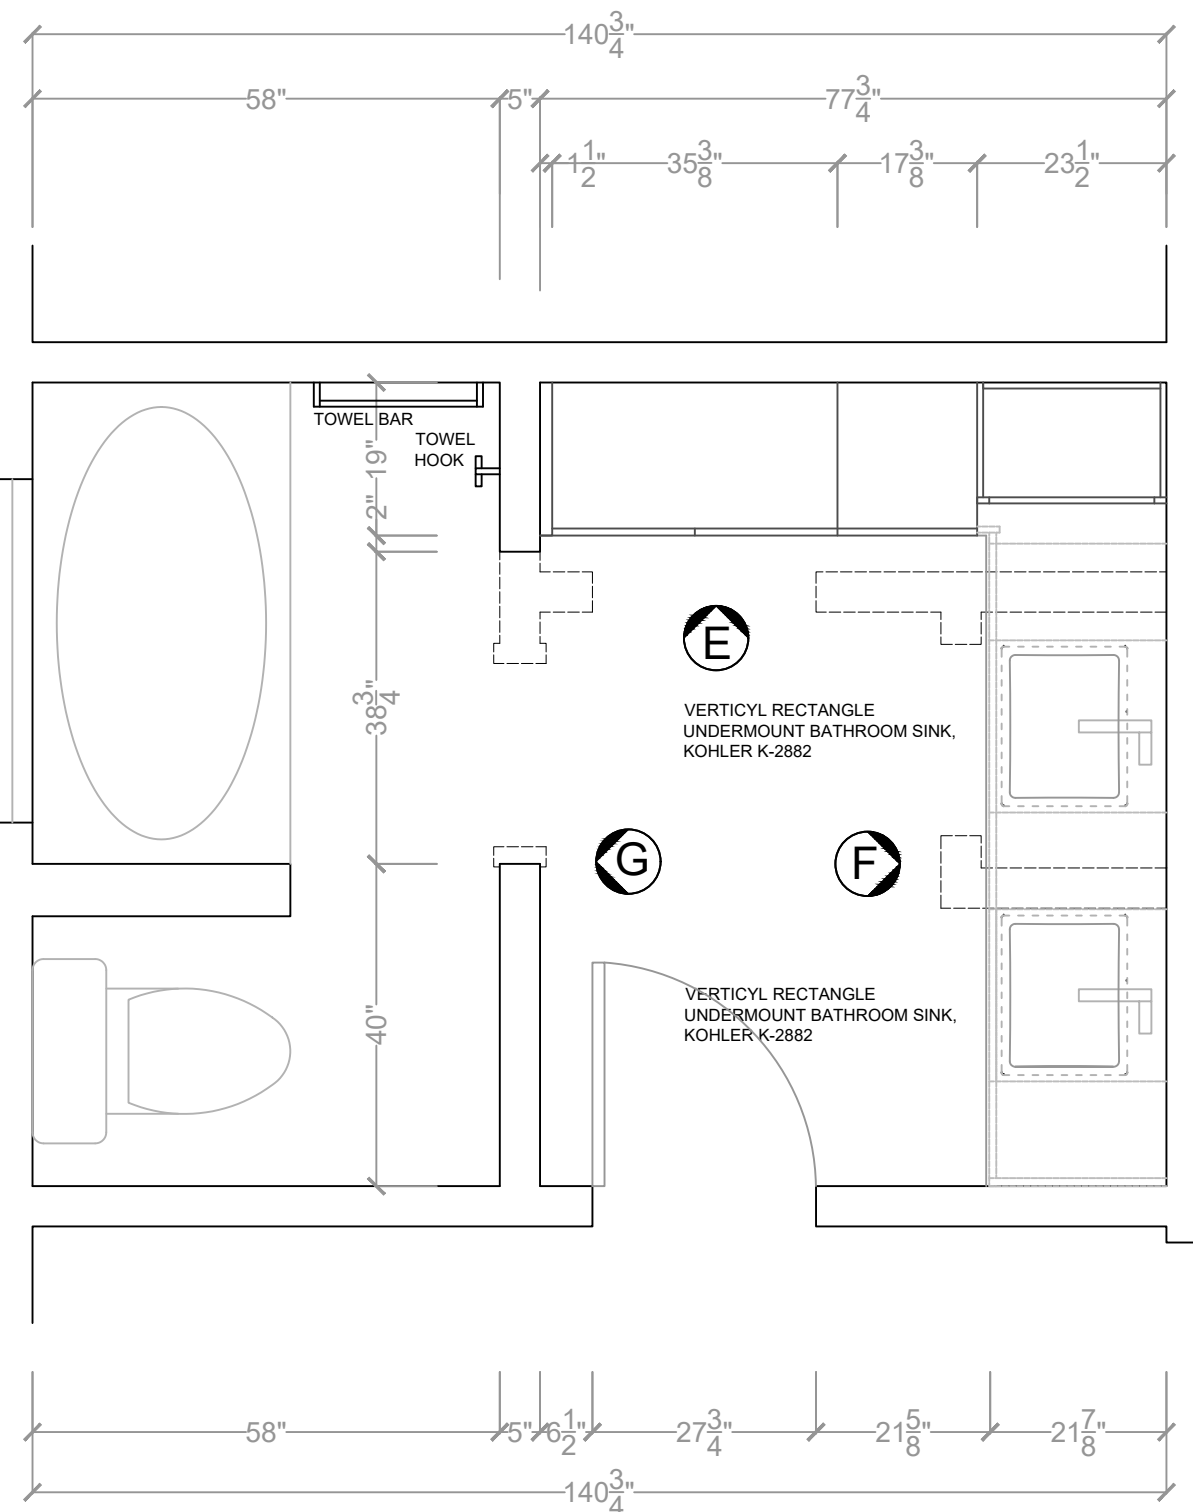 140 3/4"
58" 5" 77 3/4"
1 1/2" 35 3/8" 17 3/8" 23 1/2"
TOWEL BAR
TOWEL
HOOK
19"
2"
E
38 3/4"
VERTICYL RECTANGLE
UNDERMOUNT BATHROOM SINK,
KOHLER K-2882
G F
40"
VERTICYL RECTANGLE
UNDERMOUNT BATHROOM SINK,
KOHLER K-2882
58" 5" 6 1/2" 27 3/4" 21 5/8" 21 7/8"
140 3/4"